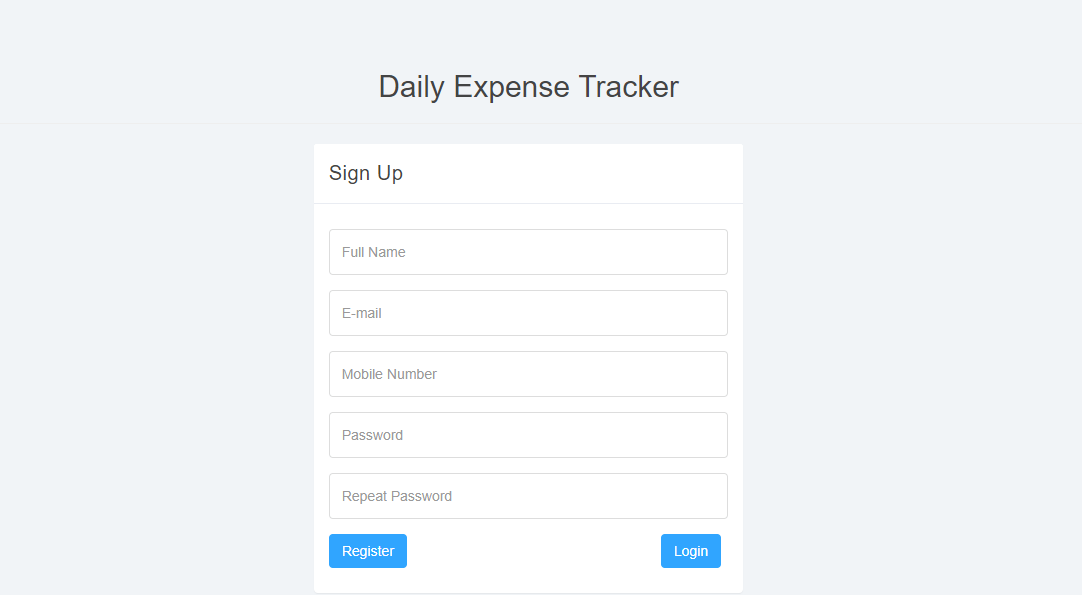 Daily Expense Tracker
Sign Up
Full Name
E-mail
Mobile Number
Password
Repeat Password
Register Login